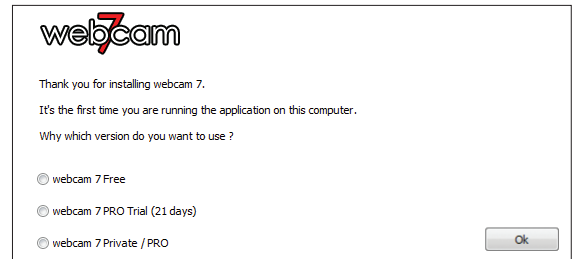 web7cam
Thank you for installing webcam 7.
It's the first time you are running the application on this computer.
Why which version do you want to use ?
webcam 7 Free
webcam 7 PRO Trial (21 days)
webcam 7 Private / PRO
Ok